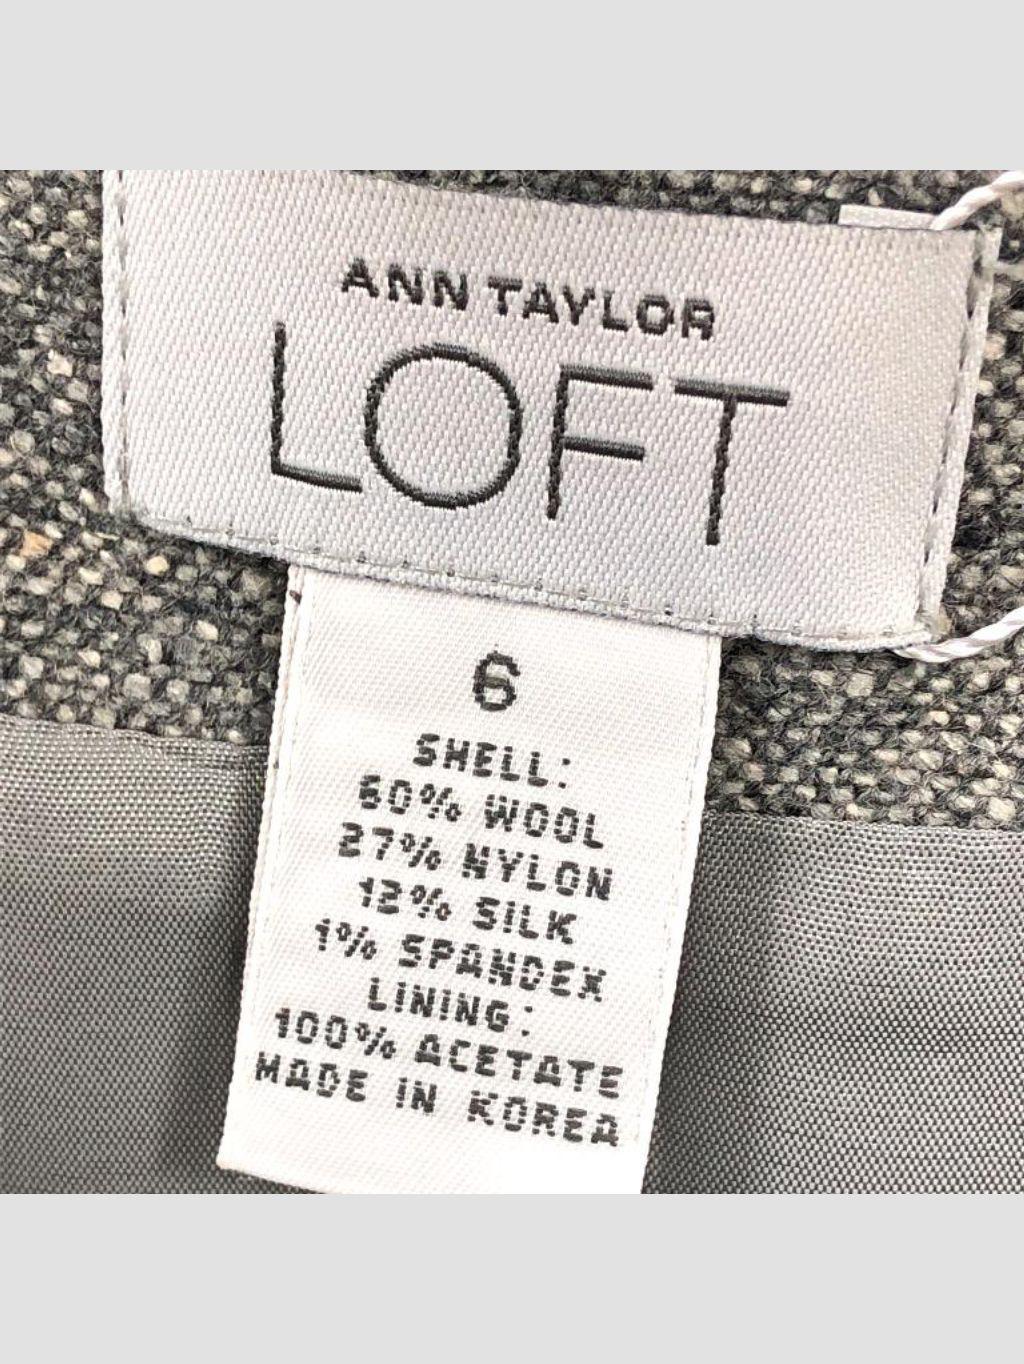 ANN TAYLOR
LOFT
6
SHELL:
60% WOOL
27% NYLON
12% SILK
1% SPANDEX
LINING:
100% ACETATE
MADE IN KOREA